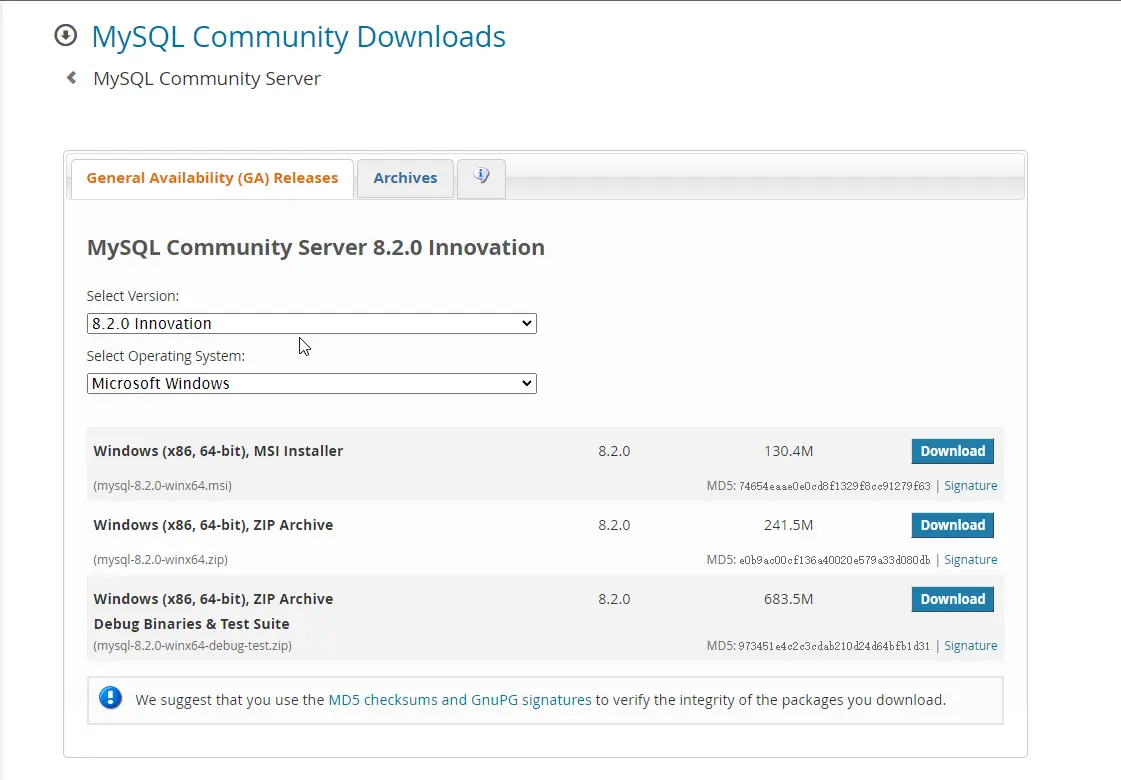 MySQL Community Downloads
MySQL Community Server
General Availability (GA) Releases Archives
MySQL Community Server 8.2.0 Innovation
Select Version:
8.2.0 Innovation
Select Operating System:
Microsoft Windows
Windows (x86, 64-bit), MSI Installer 8.2.0 130.4M Download
(mysql-8.2.0-winx64.msi) MD5: 74654eaae0e0cd8f1329f8cc91279f63 | Signature
Windows (x86, 64-bit), ZIP Archive 8.2.0 241.5M Download
(mysql-8.2.0-winx64.zip) MD5: e0b9ac00cf136a40020e579a33d080db | Signature
Windows (x86, 64-bit), ZIP Archive 8.2.0 683.5M Download
Debug Binaries & Test Suite
(mysql-8.2.0-winx64-debug-test.zip) MD5: 973451e4c2c3cdab210d24d64bfb1d31 | Signature
We suggest that you use the MD5 checksums and GnuPG signatures to verify the integrity of the packages you download.